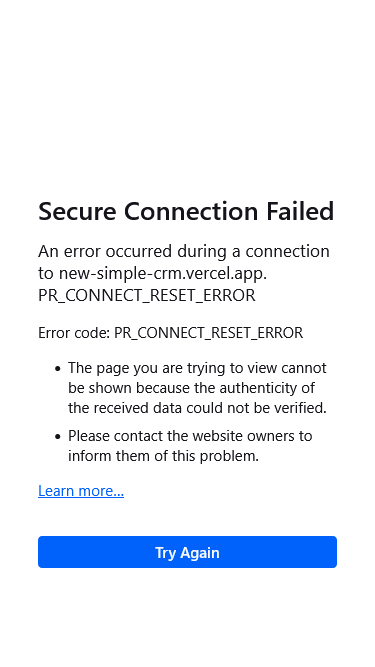 Secure Connection Failed
An error occurred during a connection
to new-simple-crm.vercel.app.
PR_CONNECT_RESET_ERROR
Error code: PR_CONNECT_RESET_ERROR
• The page you are trying to view cannot
be shown because the authenticity of
the received data could not be verified.
• Please contact the website owners to
inform them of this problem.
Learn more...
Try Again